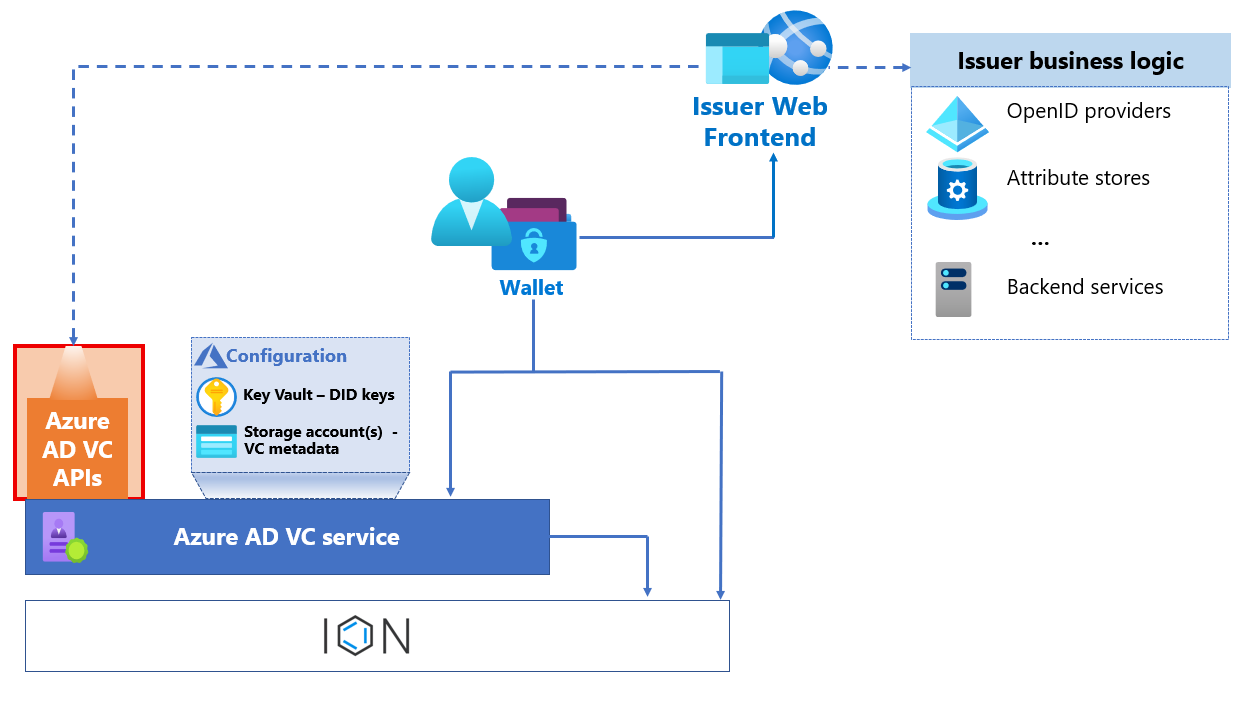 Issuer Web
Frontend
Issuer business logic
OpenID providers
Attribute stores
...
Backend services
Wallet
Configuration
Key Vault – DID keys
Storage account(s)  -
VC metadata
Azure
AD VC
APIs
Azure AD VC service
ION